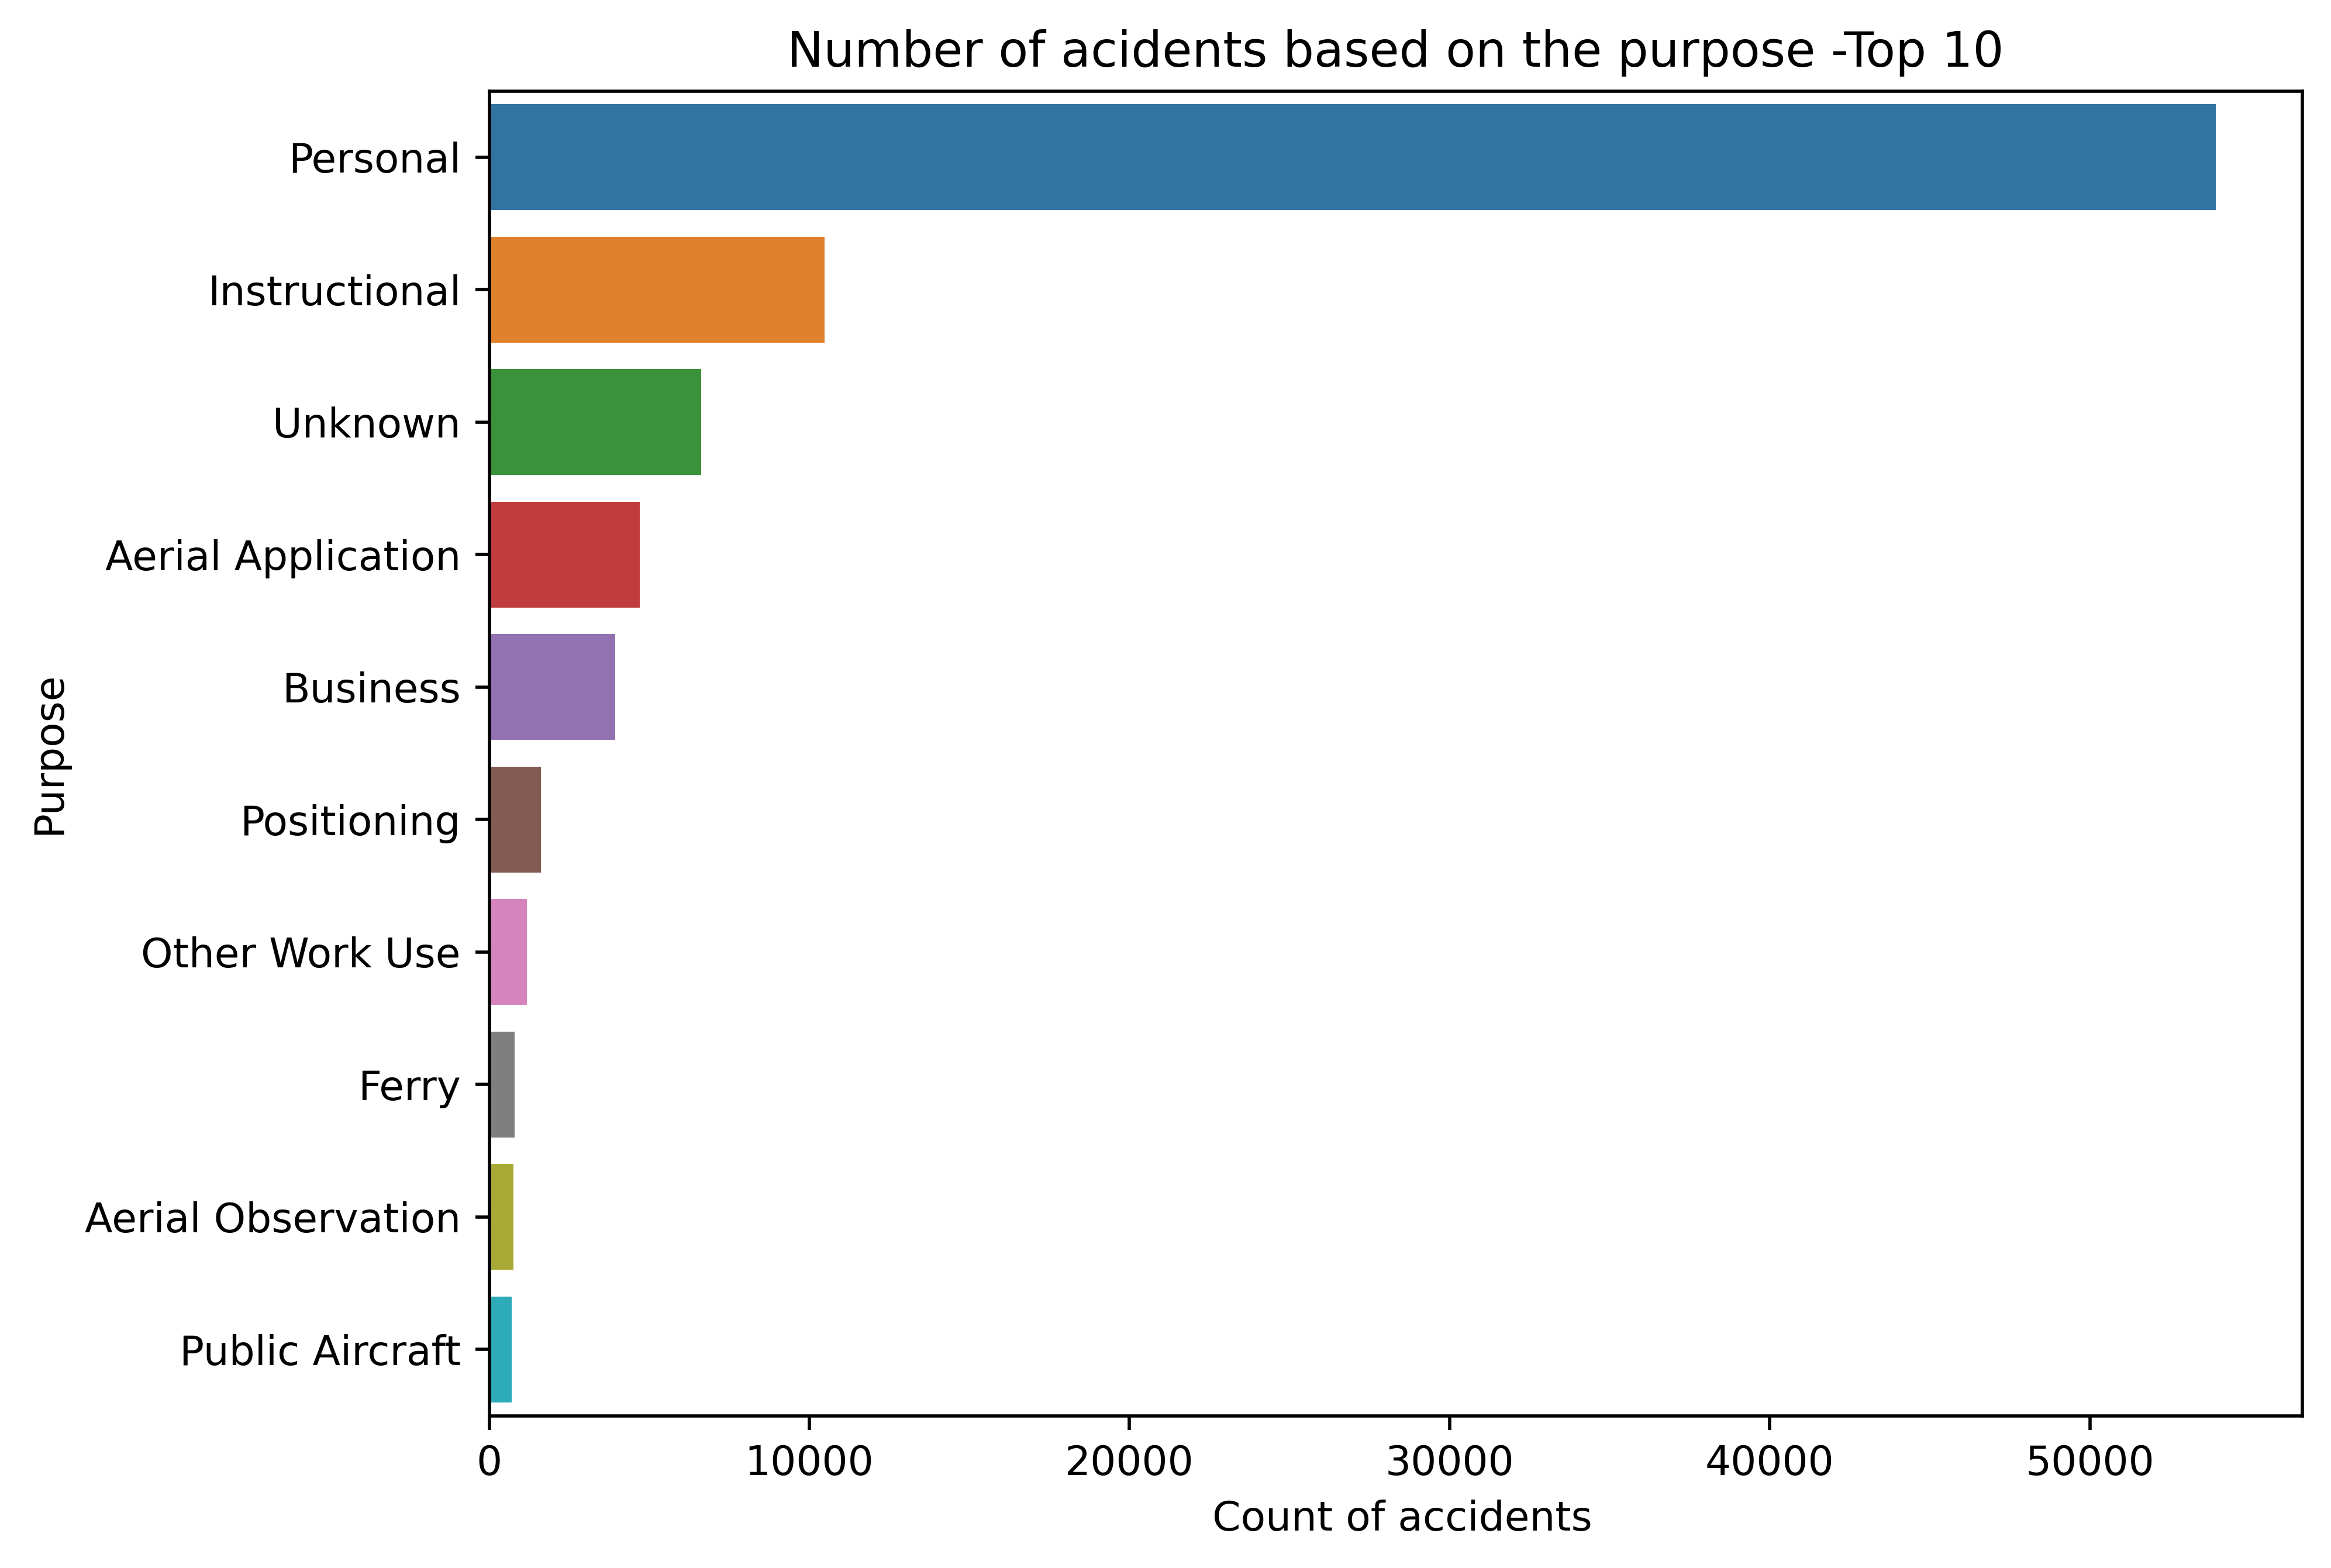 Number of acidents based on the purpose -Top 10
Purpose
Personal
Instructional
Unknown
Aerial Application
Business
Positioning
Other Work Use
Ferry
Aerial Observation
Public Aircraft
0 10000 20000 30000 40000 50000
Count of accidents